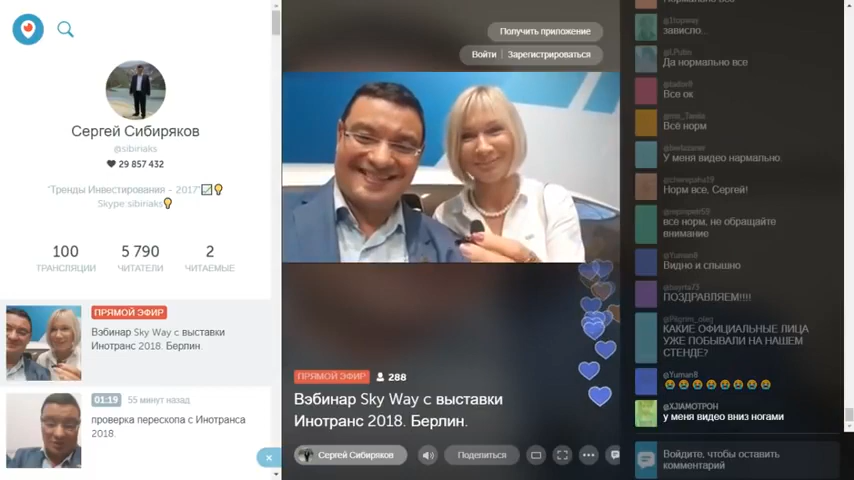 Сергей Сибиряков
@sibiriaks
29 857 432
"Тренды Инвестирования - 2017"
Skype sibiriaks
100
5 790
2
ТРАНСЛЯЦИИ
ЧИТАТЕЛИ
ЧИТАЕМЫЕ
ПРЯМОЙ ЭФИР
Вэбинар Sky Way с выставки
Инотранс 2018. Берлин.
01:19
55 минут назад
проверка перескопа с Инотранса
2018.
Получить приложение
Войти
Зарегистрироваться
ПРЯМОЙ ЭФИР
288
Вэбинар Sky Way с выставки
Инотранс 2018. Берлин.
Сергей Сибиряков
Поделиться
зависло...
Да нормально все
Все ок
Всё норм
У меня видео нармально
Норм все, Сергей!
все норм, не обращайте
внимание
@Yuman8
Видно и слышно
ПОЗДРАВЛЯЕМ!!!!
КАКИЕ ОФИЦИАЛЬНЫЕ ЛИЦА
УЖЕ ПОБЫВАЛИ НА НАШЕМ
СТЕНДЕ?
@Yuman8
😭😭😭😭😭😭😭😭
@ХJIAMOTPOH
у меня видео вниз ногами
Войдите, чтобы оставить
комментарий